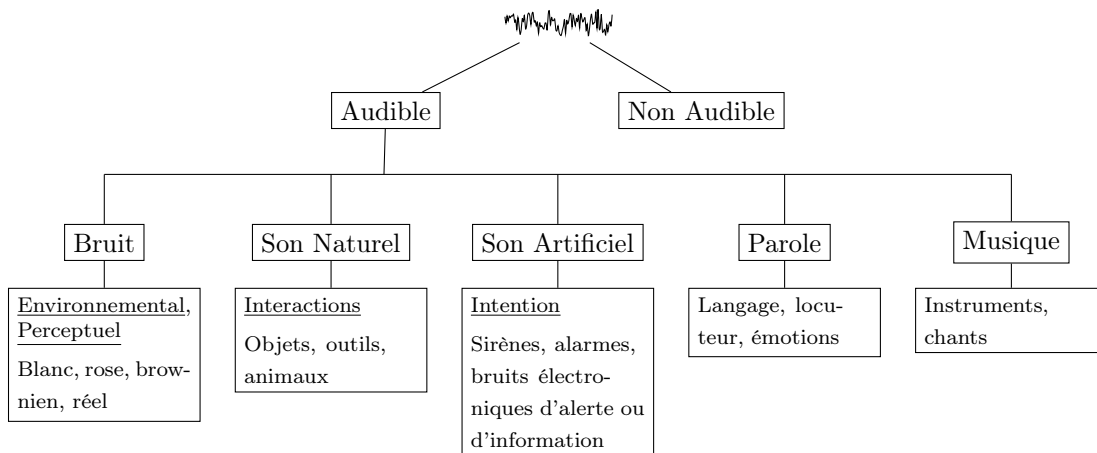 Audible
Non Audible
Bruit
Son Naturel
Son Artificiel
Parole
Musique
Environnemental,
Perceptuel
Blanc, rose, brow-
nien, réel
Interactions
Objets, outils,
animaux
Intention
Sirènes, alarmes,
bruits électro-
niques d'alerte ou
d'information
Langage, locu-
teur, émotions
Instruments,
chants